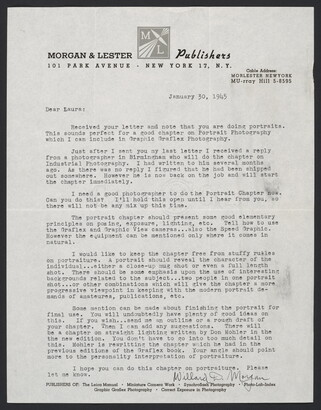 MORGAN & LESTER
M L
Publishers
101 PARK AVENUE - NEW YORK 17, N. Y.
Cable Address:
MORLESTER NEWYORK
MU-rray Hill 5-8595
January 30, 1945
Dear Laura:
Received your letter and note that you are doing portraits.
This sounds perfect for a good chapter on Portrait Photography
which I can include in Graphic Graflex Photography.
Just after I sent you my last letter I received a reply
from a photographer in Birmingham who will do the chapter on
Industrial Photography. I had written to him several months
ago. As there was no reply I figured that he had been shipped
out somewhere. However he is now back on the job and will start
the chapter immediately.
I need a good photographer to do the Portrait Chapter now.
Can you do this? I'll hold this open until I hear from you, so
there will not be any mix up this time.
The portrait chapter should present some good elementary
principles on posing, exposure, lighting, etc. Tell how to use
the Graflex and Graphic View cameras...also the Speed Graphic.
However the equipment can be mentioned only where it comes in
natural.
I would like to keep the chapter free from stuffy fakes
on portraiture. A portrait should reveal the character of the
individual...either a closeup mug shot or even a full length
shot. There should be some emphasis upon the use of interesting
backgrounds related to the subject...two people in one portrait
shot...or other combinations which will give the chapter a more
progressive viewpoint in keeping with the modern portrait de-
mands of amateurs, publications, etc.
Some mention can be made about finishing the portrait for
final use. You will undoubtedly have plenty of good ideas on
this. If you wish...send me an outline or a rough draft of
your chapter. Then I can add any suggestions. There will
be a chapter on straight lighting written by Don Mohler in the
the new edition. You don't have to go into too much detail on
this. Mohler is rewriting the chapter which he had in the
previous editions of the Graflex book. Your angle should point
more to the personality interpretation of portraiture.
I hope you can do this chapter on portraiture. Please
let me know.
Willard D. Morgan
PUBLISHERS OF: The Leica Manual • Miniature Camera Work • Synchroflash Photography • Photo-Lab-Index
Graphic Graflex Photography • Correct Exposure in Photography